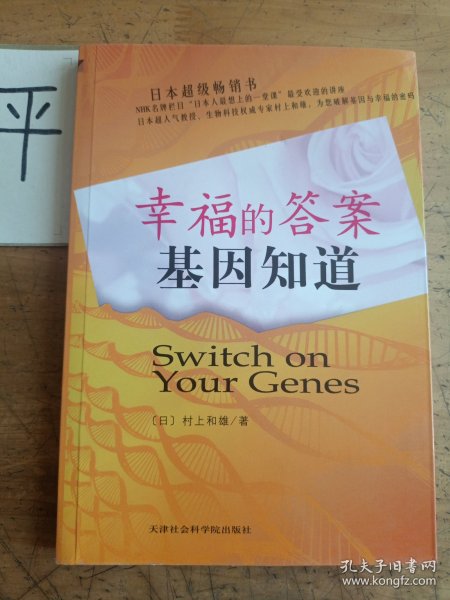 平
日本超级畅销书
NHK名牌栏目“日本人最想上的一堂课”最受欢迎的讲座
日本超人气教授、生物科技权威专家村上和雄，为您破解基因与幸福的密码
幸福的答案
基因知道
Switch on
Your Genes
〔日〕村上和雄/著
天津社会科学院出版社
孔夫子旧书网
www.kongfz.com